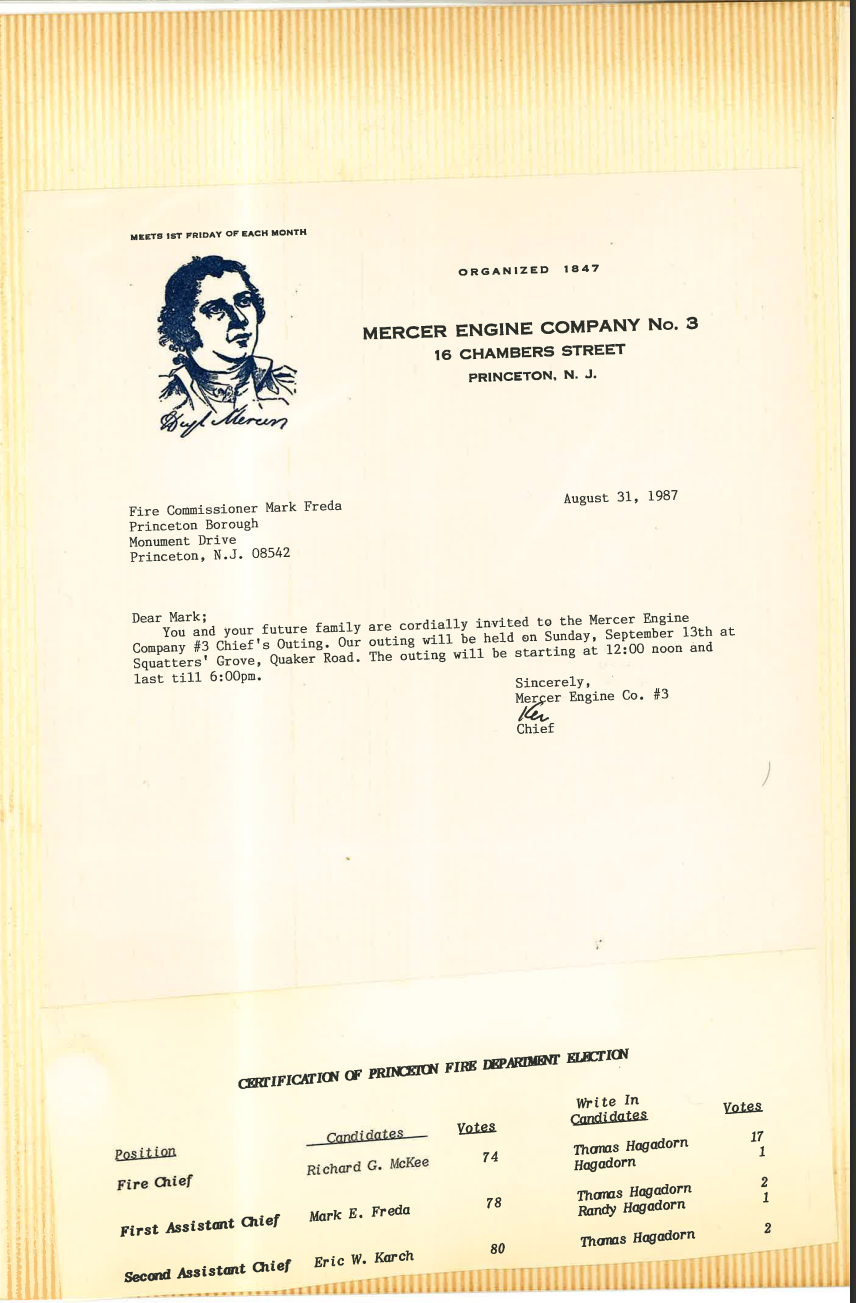 MEETS 1ST FRIDAY OF EACH MONTH
ORGANIZED 1847
MERCER ENGINE COMPANY No. 3
16 CHAMBERS STREET
PRINCETON, N. J.
Hugh Mercer
August 31, 1987
Fire Commissioner Mark Freda
Princeton Borough
Monument Drive
Princeton, N.J. 08542
Dear Mark;
You and your future family are cordially invited to the Mercer Engine
Company #3 Chief's Outing. Our outing will be held on Sunday, September 13th at
Squatters' Grove, Quaker Road. The outing will be starting at 12:00 noon and
last till 6:00pm.
Sincerely,
Mercer Engine Co. #3
Ken
Chief
CERTIFICATION OF PRINCETON FIRE DEPARTMENT ELECTION
Position Candidates Votes Write In Candidates Votes
Fire Chief Richard G. McKee 74 Thomas Hagadorn 17
Hagadorn 1
First Assistant Chief Mark E. Freda 78 Thomas Hagadorn 2
Randy Hagadorn 1
Second Assistant Chief Eric W. Karch 80 Thomas Hagadorn 2